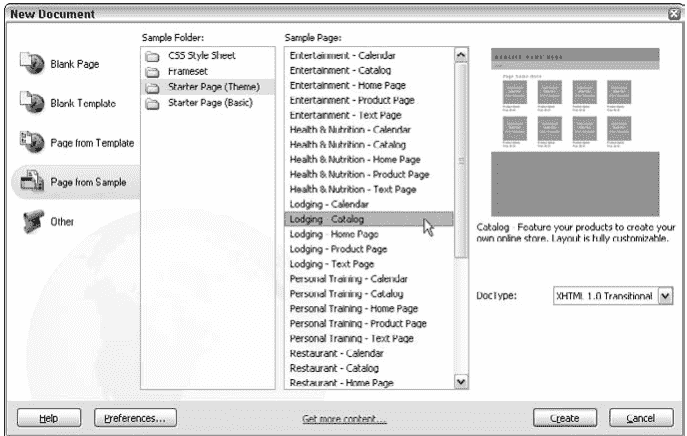 New Document
Blank Page
Blank Template
Page from Template
Page from Sample
Other
Sample Folder:
CSS Style Sheet
Frameset
Starter Page (Theme)
Starter Page (Basic)
Sample Page:
Entertainment - Calendar
Entertainment - Catalog
Entertainment - Home Page
Entertainment - Product Page
Entertainment - Text Page
Health & Nutrition - Calendar
Health & Nutrition - Catalog
Health & Nutrition - Home Page
Health & Nutrition - Product Page
Health & Nutrition - Text Page
Lodging - Calendar
Lodging - Catalog
Lodging - Home Page
Lodging - Product Page
Lodging - Text Page
Personal Training - Calendar
Personal Training - Catalog
Personal Training - Home Page
Personal Training - Product Page
Personal Training - Text Page
Restaurant - Calendar
Restaurant - Catalog
Restaurant - Home Page
Catalog - Feature your products to create your
own online store. Layout is fully customizable.
DocType:
XHTML 1.0 Transitional
Help
Preferences...
Get more content...
Create
Cancel